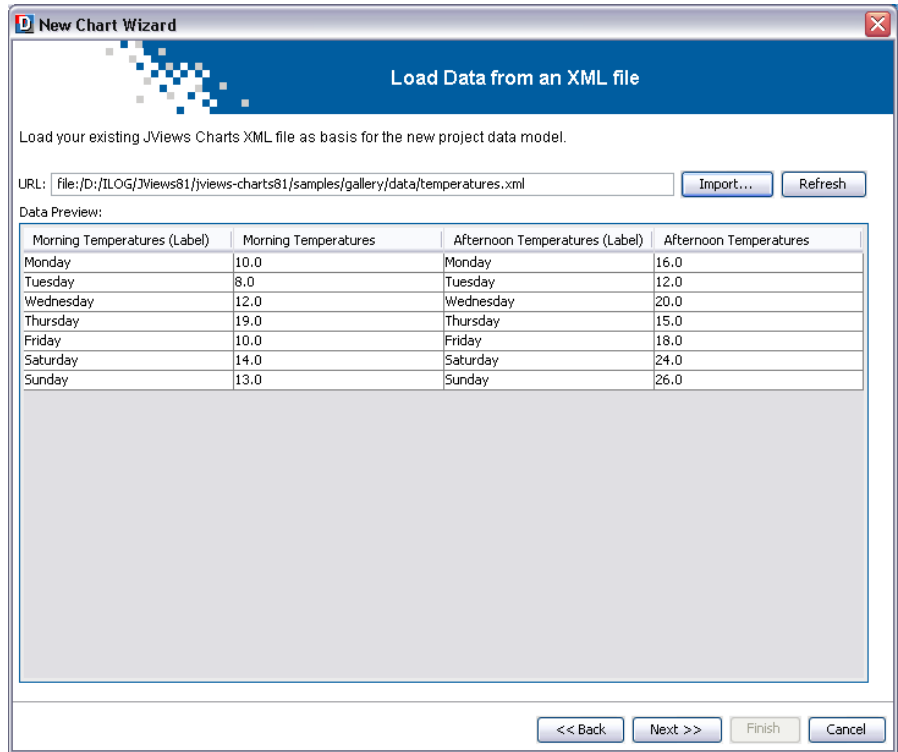 New Chart Wizard
Load Data from an XML file
Load your existing JViews Charts XML file as basis for the new project data model.
URL: file:/D:/ILOG/JViews81/jviews-charts81/samples/gallery/data/temperatures.xml Import... Refresh
Data Preview:
Morning Temperatures (Label) Morning Temperatures Afternoon Temperatures (Label) Afternoon Temperatures
Monday 10.0 Monday 16.0
Tuesday 8.0 Tuesday 12.0
Wednesday 12.0 Wednesday 20.0
Thursday 19.0 Thursday 15.0
Friday 10.0 Friday 18.0
Saturday 14.0 Saturday 24.0
Sunday 13.0 Sunday 26.0
<< Back Next >> Finish Cancel